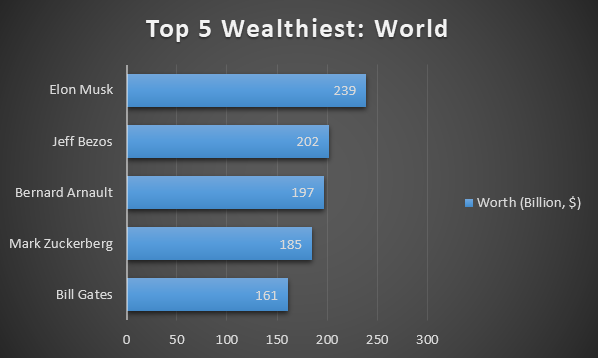 Top 5 Wealthiest: World
Elon Musk 239
Jeff Bezos 202
Bernard Arnault 197
Mark Zuckerberg 185
Bill Gates 161
Worth (Billion, $)
0 50 100 150 200 250 300